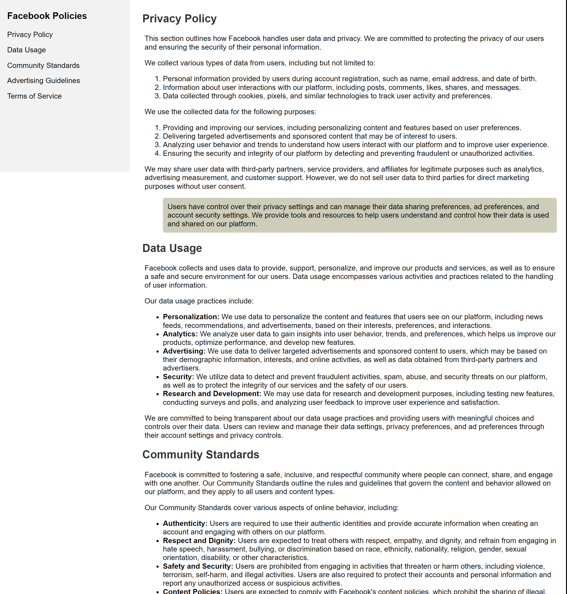 Facebook Policies
Privacy Policy
Data Usage
Community Standards
Advertising Guidelines
Terms of Service
Privacy Policy
This section outlines how Facebook handles user data and privacy. We are committed to protecting the privacy of our users
and ensuring the security of their personal information.
We collect various types of data from users, including but not limited to:
1. Personal information provided by users during account registration, such as name, email address, and date of birth.
2. Information about user interactions with our platform, including posts, comments, likes, shares, and messages.
3. Data collected through cookies, pixels, and similar technologies to track user activity and preferences.
We use the collected data for the following purposes:
1. Providing and improving our services, including personalizing content and features based on user preferences.
2. Delivering targeted advertisements and sponsored content that may be of interest to users.
3. Analyzing user behavior and trends to understand how users interact with our platform and to improve user experience.
4. Ensuring the security and integrity of our platform by detecting and preventing fraudulent or unauthorized activities.
We may share user data with third-party partners, service providers, and affiliates for legitimate purposes such as analytics,
advertising measurement, and customer support. However, we do not sell user data to third parties for direct marketing
purposes without user consent.
Users have control over their privacy settings and can manage their data sharing preferences, ad preferences, and
account security settings. We provide tools and resources to help users understand and control how their data is used
and shared on our platform.
Data Usage
Facebook collects and uses data to provide, support, personalize, and improve our products and services, as well as to ensure
a safe and secure environment for our users. Data usage encompasses various activities and practices related to the handling
of user information.
Our data usage practices include:
• Personalization: We use data to personalize the content and features that users see on our platform, including news
feeds, recommendations, and advertisements, based on their interests, preferences, and interactions.
• Analytics: We analyze user data to gain insights into user behavior, trends, and preferences, which helps us improve our
products, optimize performance, and develop new features.
• Advertising: We use data to deliver targeted advertisements and sponsored content to users, which may be based on
their demographic information, interests, and online activities, as well as data obtained from third-party partners and
advertisers.
• Security: We utilize data to detect and prevent fraudulent activities, spam, abuse, and security threats on our platform,
as well as to protect the integrity of our services and the safety of our users.
• Research and Development: We may use data for research and development purposes, including testing new features,
conducting surveys and polls, and analyzing user feedback to improve user experience and satisfaction.
We are committed to being transparent about our data usage practices and providing users with meaningful choices and
controls over their data. Users can review and manage their data settings, privacy preferences, and ad preferences through
their account settings and privacy controls.
Community Standards
Facebook is committed to fostering a safe, inclusive, and respectful community where people can connect, share, and engage
with one another. Our Community Standards outline the rules and guidelines that govern the content and behavior allowed on
our platform, and they apply to all users and content types.
Our Community Standards cover various aspects of online behavior, including:
• Authenticity: Users are required to use their authentic identities and provide accurate information when creating an
account and engaging with others on our platform.
• Respect and Dignity: Users are expected to treat others with respect, empathy, and dignity, and refrain from engaging in
hate speech, harassment, bullying, or discrimination based on race, ethnicity, nationality, religion, gender, sexual
orientation, disability, or other characteristics.
• Safety and Security: Users are prohibited from engaging in activities that threaten or harm others, including violence,
terrorism, self-harm, and illegal activities. Users are also required to protect their accounts and personal information and
report any unauthorized access or suspicious activities.
• Content Policies: Users are expected to comply with Facebook's content policies, which prohibit the sharing of illegal,